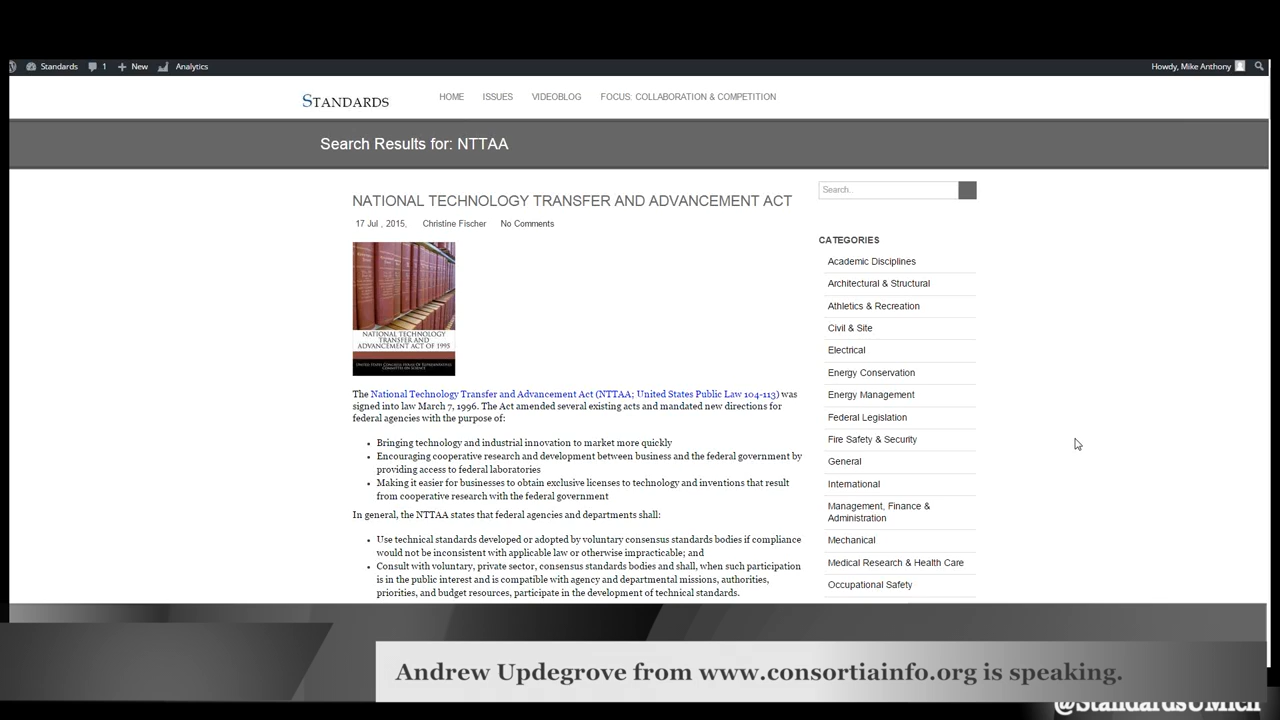 Standards 1 New Analytics Howdy, Mike Anthony
STANDARDS HOME ISSUES VIDEOBLOG FOCUS: COLLABORATION & COMPETITION
Search Results for: NTTAA
NATIONAL TECHNOLOGY TRANSFER AND ADVANCEMENT ACT
17 Jul , 2015, Christine Fischer No Comments
NATIONAL TECHNOLOGY
TRANSFER AND
ADVANCEMENT ACT OF 1995
UNITED STATES CONGRESS HOUSE OF REPRESENTATIVES
COMMITTEE ON SCIENCE
The National Technology Transfer and Advancement Act (NTTAA; United States Public Law 104-113) was
signed into law March 7, 1996. The Act amended several existing acts and mandated new directions for
federal agencies with the purpose of:
Bringing technology and industrial innovation to market more quickly
Encouraging cooperative research and development between business and the federal government by
providing access to federal laboratories
Making it easier for businesses to obtain exclusive licenses to technology and inventions that result
from cooperative research with the federal government
In general, the NTTAA states that federal agencies and departments shall:
Use technical standards developed or adopted by voluntary consensus standards bodies if compliance
would not be inconsistent with applicable law or otherwise impracticable; and
Consult with voluntary, private sector, consensus standards bodies and shall, when such participation
is in the public interest and is compatible with agency and departmental missions, authorities,
priorities, and budget resources, participate in the development of technical standards.
Search..
CATEGORIES
Academic Disciplines
Architectural & Structural
Athletics & Recreation
Civil & Site
Electrical
Energy Conservation
Energy Management
Federal Legislation
Fire Safety & Security
General
International
Management, Finance &
Administration
Mechanical
Medical Research & Health Care
Occupational Safety
Andrew Updegrove from www.consortiainfo.org is speaking.
@StandardsUMich